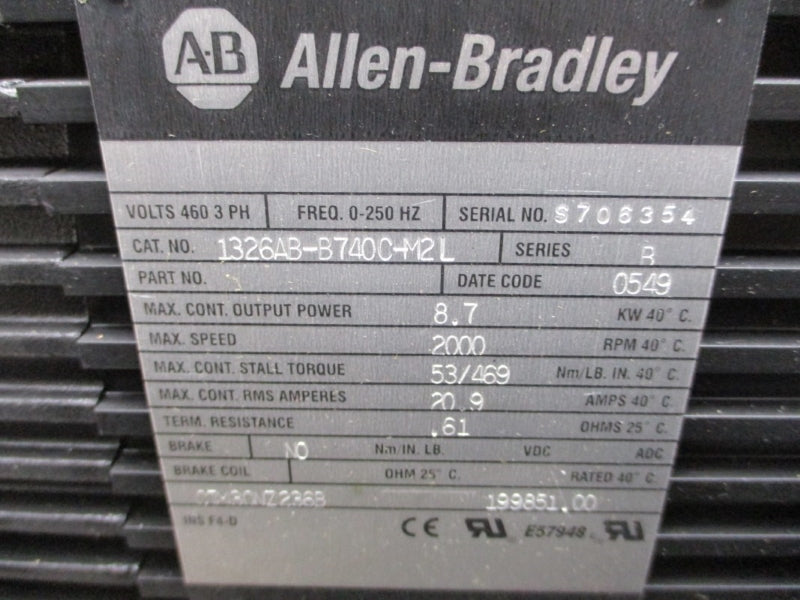 A-B Allen-Bradley
VOLTS 460 3 PH FREQ. 0-250 HZ SERIAL NO. S706354
CAT. NO. 1326AB-B740C-M2L SERIES B
PART NO. DATE CODE 0549
MAX. CONT. OUTPUT POWER 8.7 KW 40° C.
MAX. SPEED 2000 RPM 40° C.
MAX. CONT. STALL TORQUE 53/469 Nm/LB. IN. 40° C.
MAX. CONT. RMS AMPERES 20.9 AMPS 40° C.
TERM. RESISTANCE .61 OHMS 25° C.
BRAKE NO Nm/IN. LB. VDC ADC
BRAKE COIL OHM 25° C. RATED 40° C.
199851.00
INS F4-D CE RU E57948 RU